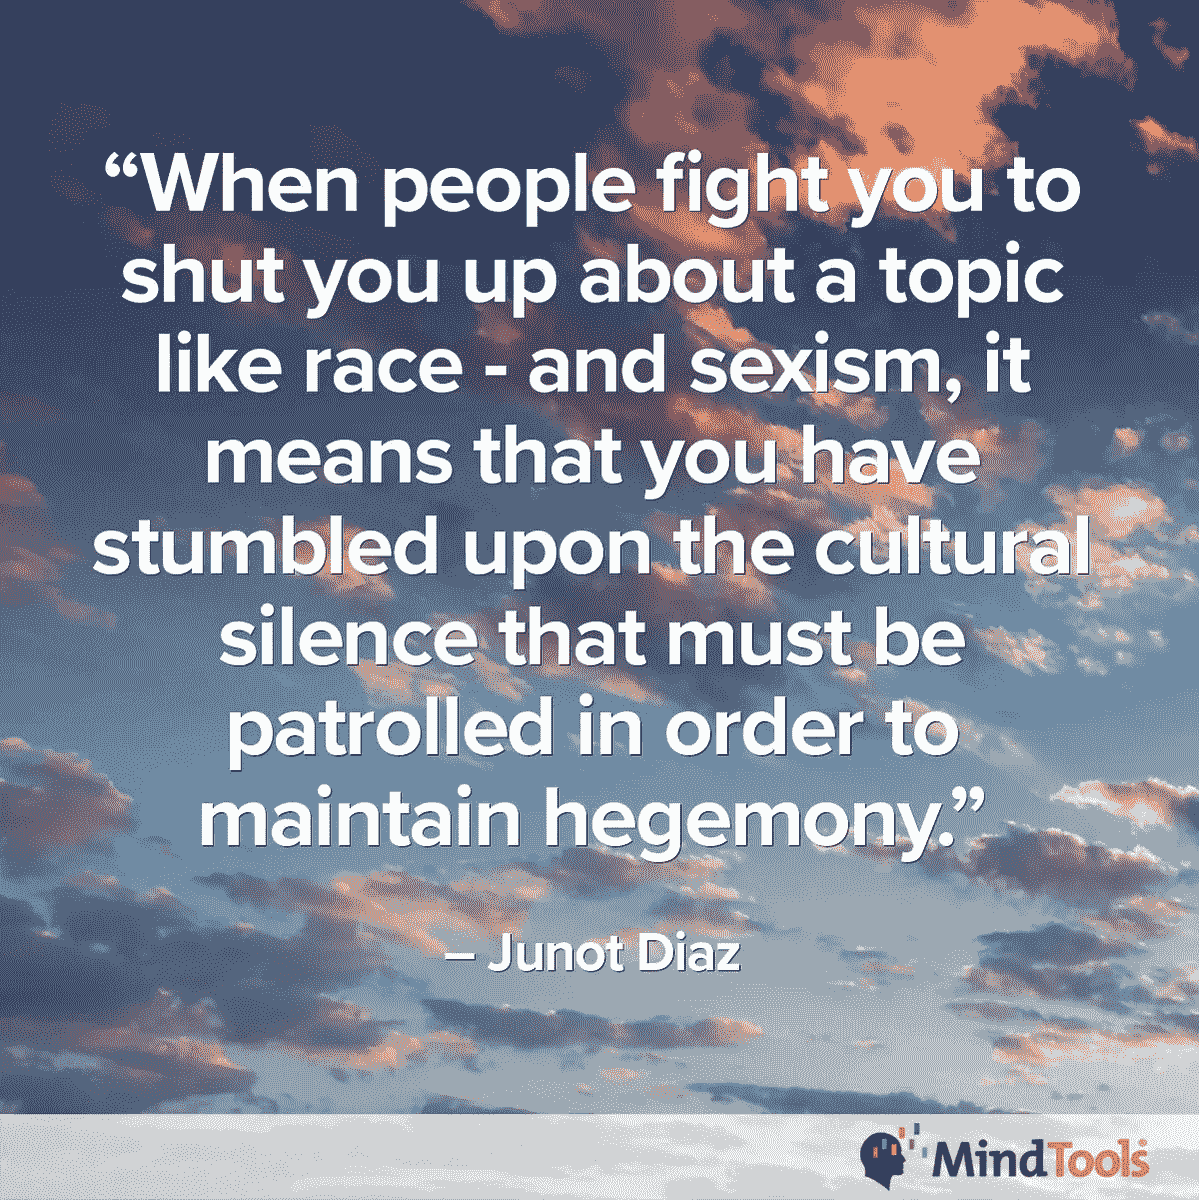 “When people fight you to
shut you up about a topic
like race - and sexism, it
means that you have
stumbled upon the cultural
silence that must be
patrolled in order to
maintain hegemony.”
– Junot Diaz
MindTools